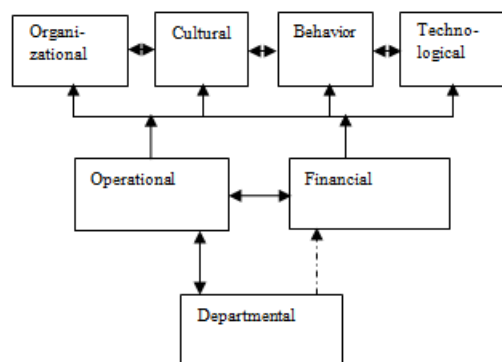 Organi-
zational
Cultural
Behavior
Techno-
logical
Operational
Financial
Departmental